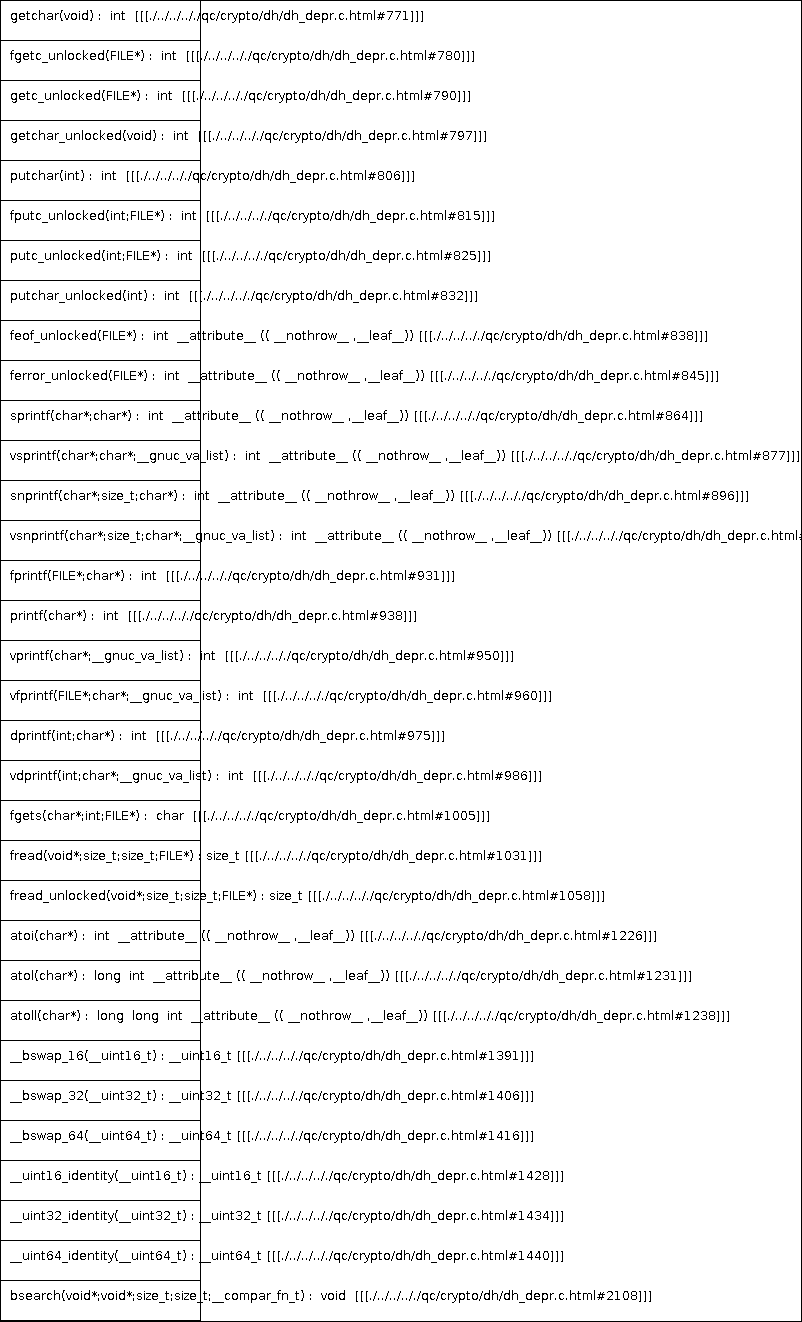 getchar(void) : int [[[./../../../../qc/crypto/dh/dh_depr.c.html#771]]]
fgetc_unlocked(FILE*) : int [[[./../../../../qc/crypto/dh/dh_depr.c.html#780]]]
getc_unlocked(FILE*) : int [[[./../../../../qc/crypto/dh/dh_depr.c.html#790]]]
getchar_unlocked(void) : int [[[./../../../../qc/crypto/dh/dh_depr.c.html#797]]]
putchar(int) : int [[[./../../../../qc/crypto/dh/dh_depr.c.html#806]]]
fputc_unlocked(int;FILE*) : int [[[./../../../../qc/crypto/dh/dh_depr.c.html#815]]]
putc_unlocked(int;FILE*) : int [[[./../../../../qc/crypto/dh/dh_depr.c.html#825]]]
putchar_unlocked(int) : int [[[./../../../../qc/crypto/dh/dh_depr.c.html#832]]]
feof_unlocked(FILE*) : int __attribute__ (( __nothrow__ ,__leaf__)) [[[./../../../../qc/crypto/dh/dh_depr.c.html#838]]]
ferror_unlocked(FILE*) : int __attribute__ (( __nothrow__ ,__leaf__)) [[[./../../../../qc/crypto/dh/dh_depr.c.html#845]]]
sprintf(char*;char*) : int __attribute__ (( __nothrow__ ,__leaf__)) [[[./../../../../qc/crypto/dh/dh_depr.c.html#864]]]
vsprintf(char*;char*;__gnuc_va_list) : int __attribute__ (( __nothrow__ ,__leaf__)) [[[./../../../../qc/crypto/dh/dh_depr.c.html#877]]]
snprintf(char*;size_t;char*) : int __attribute__ (( __nothrow__ ,__leaf__)) [[[./../../../../qc/crypto/dh/dh_depr.c.html#896]]]
vsnprintf(char*;size_t;char*;__gnuc_va_list) : int __attribute__ (( __nothrow__ ,__leaf__)) [[[./../../../../qc/crypto/dh/dh_depr.c.html
fprintf(FILE*;char*) : int [[[./../../../../qc/crypto/dh/dh_depr.c.html#931]]]
printf(char*) : int [[[./../../../../qc/crypto/dh/dh_depr.c.html#938]]]
vprintf(char*;__gnuc_va_list) : int [[[./../../../../qc/crypto/dh/dh_depr.c.html#950]]]
vfprintf(FILE*;char*;__gnuc_va_list) : int [[[./../../../../qc/crypto/dh/dh_depr.c.html#960]]]
dprintf(int;char*) : int [[[./../../../../qc/crypto/dh/dh_depr.c.html#975]]]
vdprintf(int;char*;__gnuc_va_list) : int [[[./../../../../qc/crypto/dh/dh_depr.c.html#986]]]
fgets(char*;int;FILE*) : char [[[./../../../../qc/crypto/dh/dh_depr.c.html#1005]]]
fread(void*;size_t;size_t;FILE*) : size_t [[[./../../../../qc/crypto/dh/dh_depr.c.html#1031]]]
fread_unlocked(void*;size_t;size_t;FILE*) : size_t [[[./../../../../qc/crypto/dh/dh_depr.c.html#1058]]]
atoi(char*) : int __attribute__ (( __nothrow__ ,__leaf__)) [[[./../../../../qc/crypto/dh/dh_depr.c.html#1226]]]
atol(char*) : long int __attribute__ (( __nothrow__ ,__leaf__)) [[[./../../../../qc/crypto/dh/dh_depr.c.html#1231]]]
atoll(char*) : long long int __attribute__ (( __nothrow__ ,__leaf__)) [[[./../../../../qc/crypto/dh/dh_depr.c.html#1238]]]
__bswap_16(__uint16_t) : __uint16_t [[[./../../../../qc/crypto/dh/dh_depr.c.html#1391]]]
__bswap_32(__uint32_t) : __uint32_t [[[./../../../../qc/crypto/dh/dh_depr.c.html#1406]]]
__bswap_64(__uint64_t) : __uint64_t [[[./../../../../qc/crypto/dh/dh_depr.c.html#1416]]]
__uint16_identity(__uint16_t) : __uint16_t [[[./../../../../qc/crypto/dh/dh_depr.c.html#1428]]]
__uint32_identity(__uint32_t) : __uint32_t [[[./../../../../qc/crypto/dh/dh_depr.c.html#1434]]]
__uint64_identity(__uint64_t) : __uint64_t [[[./../../../../qc/crypto/dh/dh_depr.c.html#1440]]]
bsearch(void*;void*;size_t;size_t;__compar_fn_t) : void [[[./../../../../qc/crypto/dh/dh_depr.c.html#2108]]]